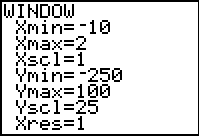 WINDOW
Xmin=-10
Xmax=2
Xscl=1
Ymin=-250
Ymax=100
Yscl=25
Xres=1